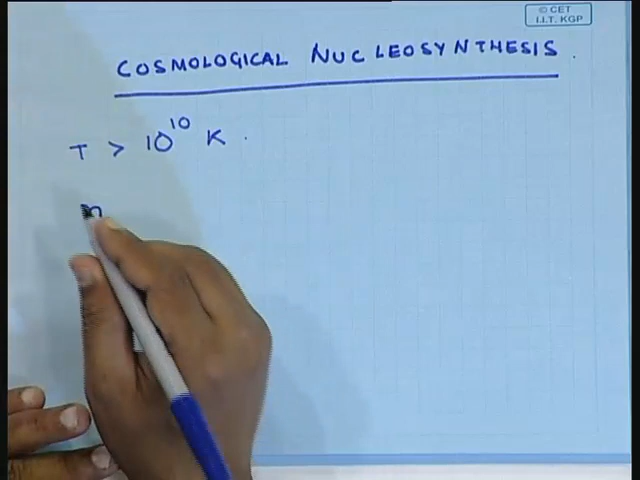 © CET
I.I.T. KGP
COSMOLOGICAL NUCLEOSYNTHESIS
T > 10^10 K
n